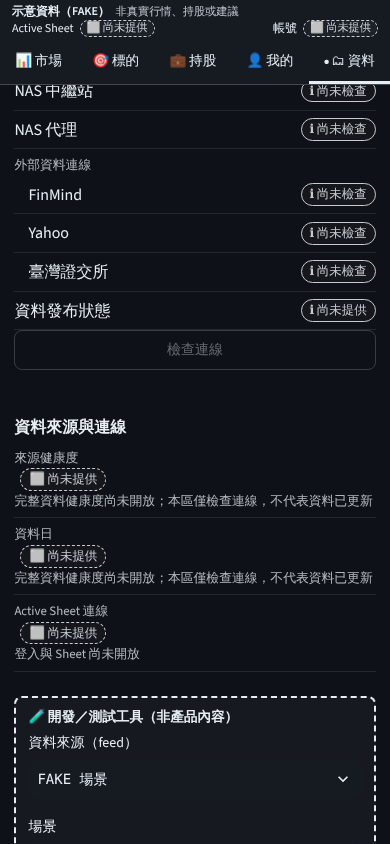 示意資料（FAKE） 非真實行情、持股或建議
Active Sheet 尚未提供 帳號 尚未提供
市場 標的 持股 我的 資料
NAS 中繼站 尚未檢查
NAS 代理 尚未檢查
外部資料連線
FinMind 尚未檢查
Yahoo 尚未檢查
臺灣證交所 尚未檢查
資料發布狀態 尚未提供
檢查連線
資料來源與連線
來源健康度
尚未提供
完整資料健康度尚未開放；本區僅檢查連線，不代表資料已更新
資料日
尚未提供
完整資料健康度尚未開放；本區僅檢查連線，不代表資料已更新
Active Sheet 連線
尚未提供
登入與 Sheet 尚未開放
開發／測試工具（非產品內容）
資料來源（feed）
FAKE 場景
場景